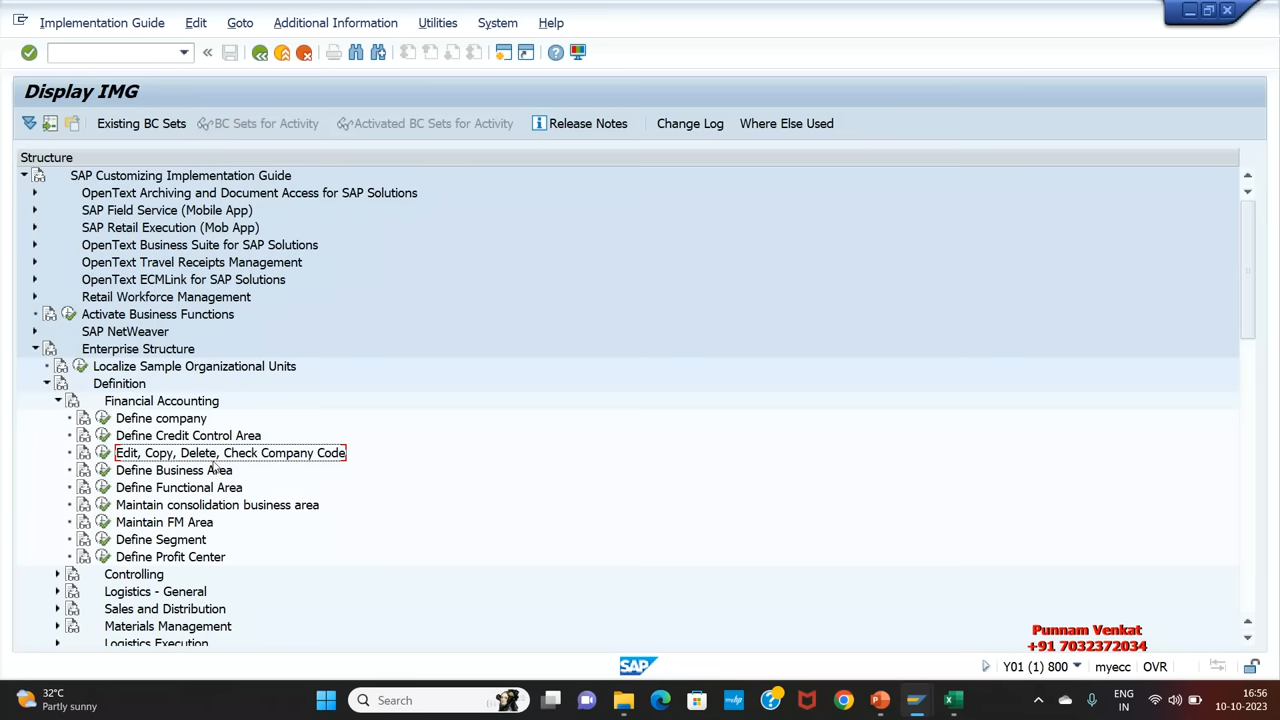 Implementation Guide Edit Goto Additional Information Utilities System Help
Display IMG
Existing BC Sets BC Sets for Activity Activated BC Sets for Activity Release Notes Change Log Where Else Used
Structure
SAP Customizing Implementation Guide
OpenText Archiving and Document Access for SAP Solutions
SAP Field Service (Mobile App)
SAP Retail Execution (Mob App)
OpenText Business Suite for SAP Solutions
OpenText Travel Receipts Management
OpenText ECMLink for SAP Solutions
Retail Workforce Management
Activate Business Functions
SAP NetWeaver
Enterprise Structure
Localize Sample Organizational Units
Definition
Financial Accounting
Define company
Define Credit Control Area
Edit, Copy, Delete, Check Company Code
Define Business Area
Define Functional Area
Maintain consolidation business area
Maintain FM Area
Define Segment
Define Profit Center
Controlling
Logistics - General
Sales and Distribution
Materials Management
Logistics Execution
Punnam Venkat
+91 7032372034
SAP Y01 (1) 800 myecc OVR
32°C
Partly sunny
Search
ENG
IN
16:56
10-10-2023